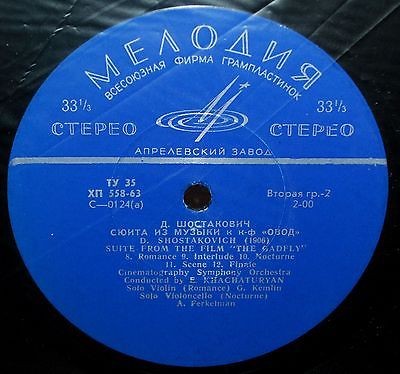 МЕЛОДИЯ
ВСЕСОЮЗНАЯ ФИРМА ГРАМПЛАСТИНОК
33⅓ 33⅓
СТЕРЕО СТЕРЕО
АПРЕЛЕВСКИЙ ЗАВОД
ТУ 35
ХП 558-63 Вторая гр.-2
С—0124(а) 2-00
Д. ШОСТАКОВИЧ
СЮИТА ИЗ МУЗЫКИ к к-ф «ОВОД»
D. SHOSTAKOVICH (1906)
SUITE FROM THE FILM "THE GADFLY"
8. Romance 9. Interlude 10. Nocturne
11. Scene 12. Finale
Cinematography Symphony Orchestra
Conducted by E. KHACHATURYAN
Solo Violin (Romance) G. Kemlin
Solo Violoncello (Nocturne)
A. Ferkelman